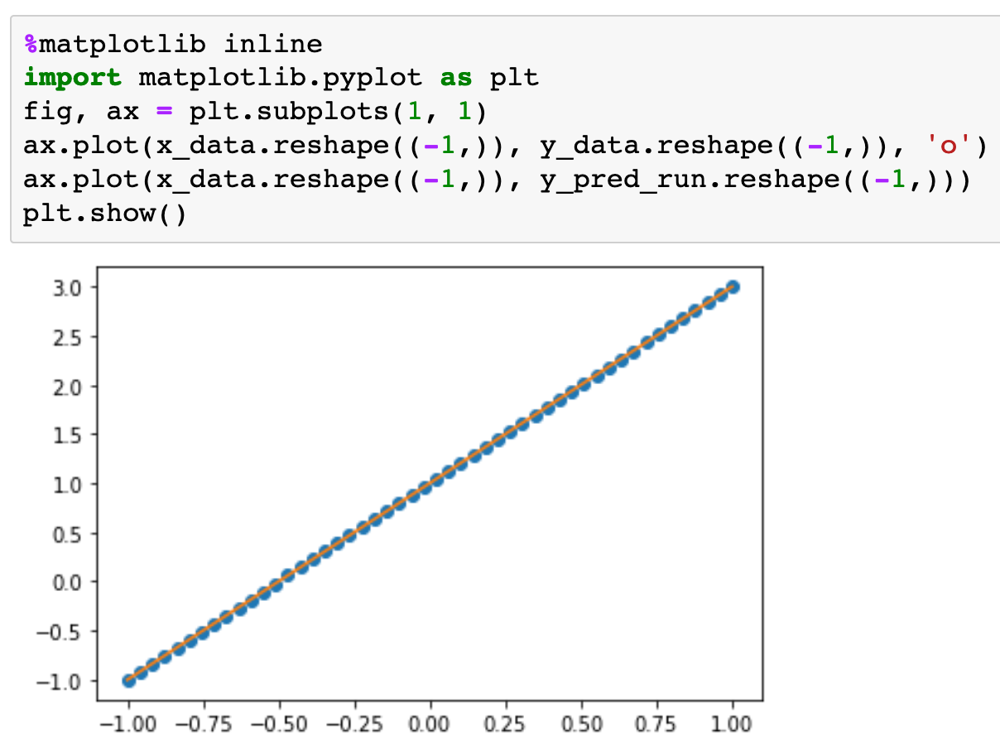 %matplotlib inline
import matplotlib.pyplot as plt
fig, ax = plt.subplots(1, 1)
ax.plot(x_data.reshape((-1,)), y_data.reshape((-1,)), 'o')
ax.plot(x_data.reshape((-1,)), y_pred_run.reshape((-1,)))
plt.show()
3.0
2.5
2.0
1.5
1.0
0.5
0.0
−0.5
−1.0
−1.00 −0.75 −0.50 −0.25 0.00 0.25 0.50 0.75 1.00